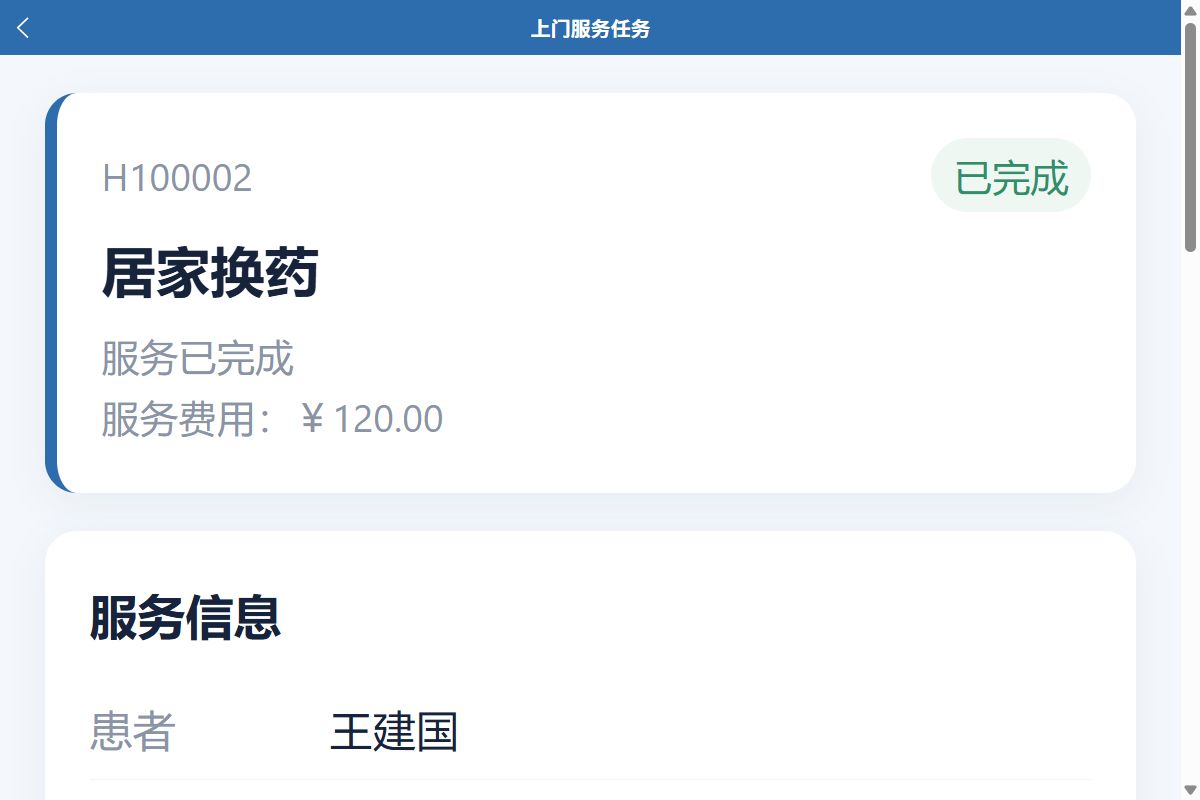 上门服务任务
H100002
已完成
居家换药
服务已完成
服务费用：￥120.00
服务信息
患者 王建国